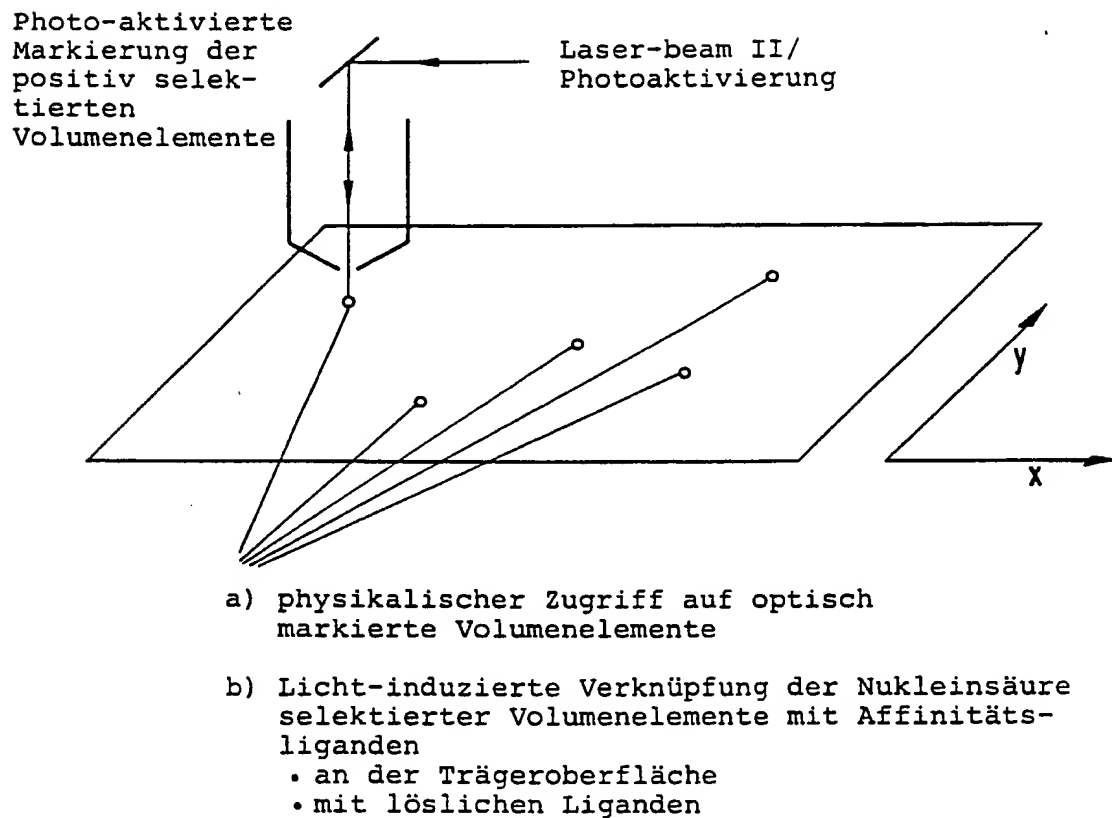 Photo-aktivierte
Markierung der
positiv selek-
tierten
Volumenelemente
Laser-beam II/
Photoaktivierung
y
x
a) physikalischer Zugriff auf optisch
markierte Volumenelemente
b) Licht-induzierte Verknüpfung der Nukleinsäure
selektierter Volumenelemente mit Affinitäts-
liganden
• an der Trägeroberfläche
• mit löslichen Liganden